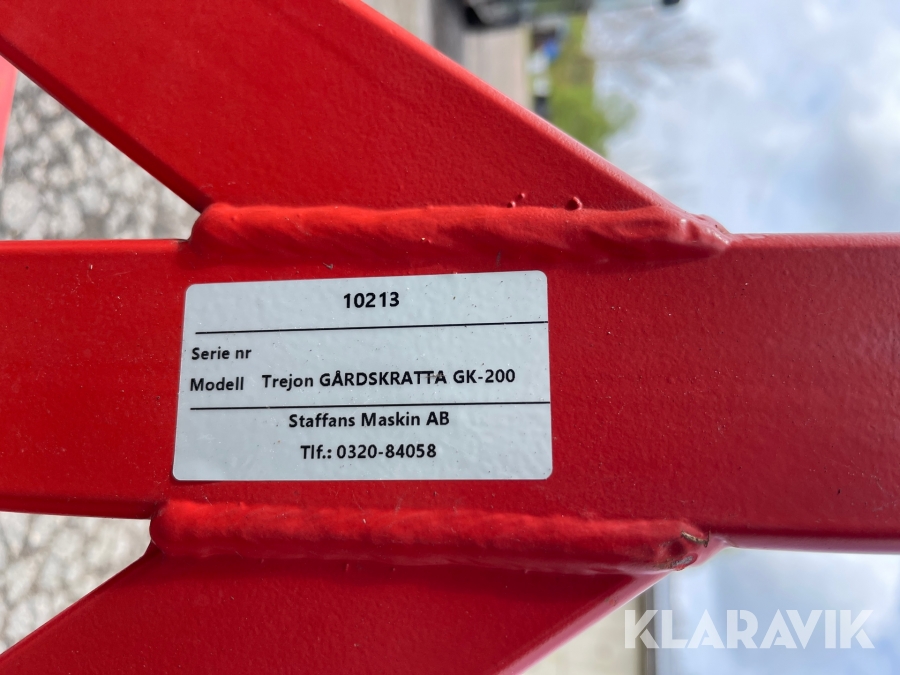 10213
Serie nr
Modell Trejon GÅRDSKRATTA GK-200
Staffans Maskin AB
Tlf.: 0320-84058
KLARAVIK